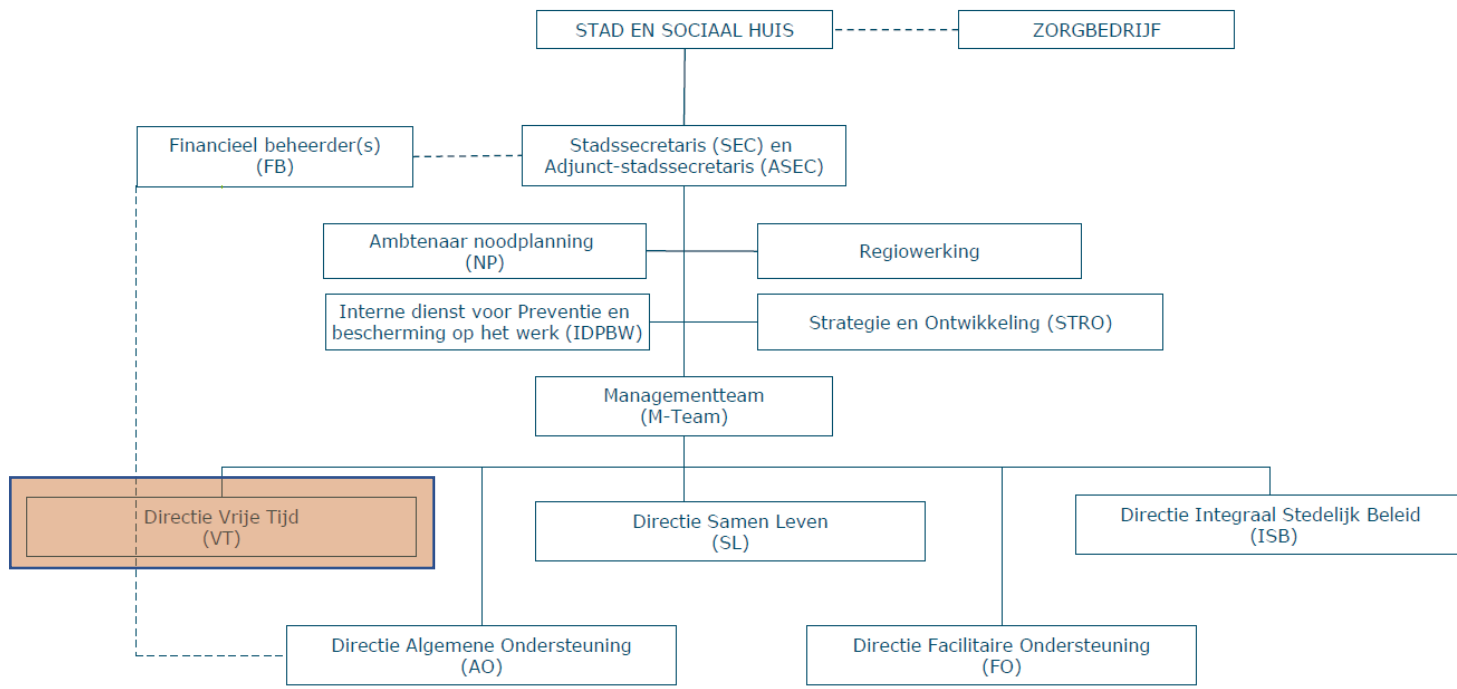 STAD EN SOCIAAL HUIS
ZORGBEDRIJF
Financieel beheerder(s)
(FB)
Stadssecretaris (SEC) en
Adjunct-stadssecretaris (ASEC)
Ambtenaar noodplanning
(NP)
Regiowerking
Interne dienst voor Preventie en
bescherming op het werk (IDPBW)
Strategie en Ontwikkeling (STRO)
Managementteam
(M-Team)
Directie Vrije Tijd
(VT)
Directie Samen Leven
(SL)
Directie Integraal Stedelijk Beleid
(ISB)
Directie Algemene Ondersteuning
(AO)
Directie Facilitaire Ondersteuning
(FO)